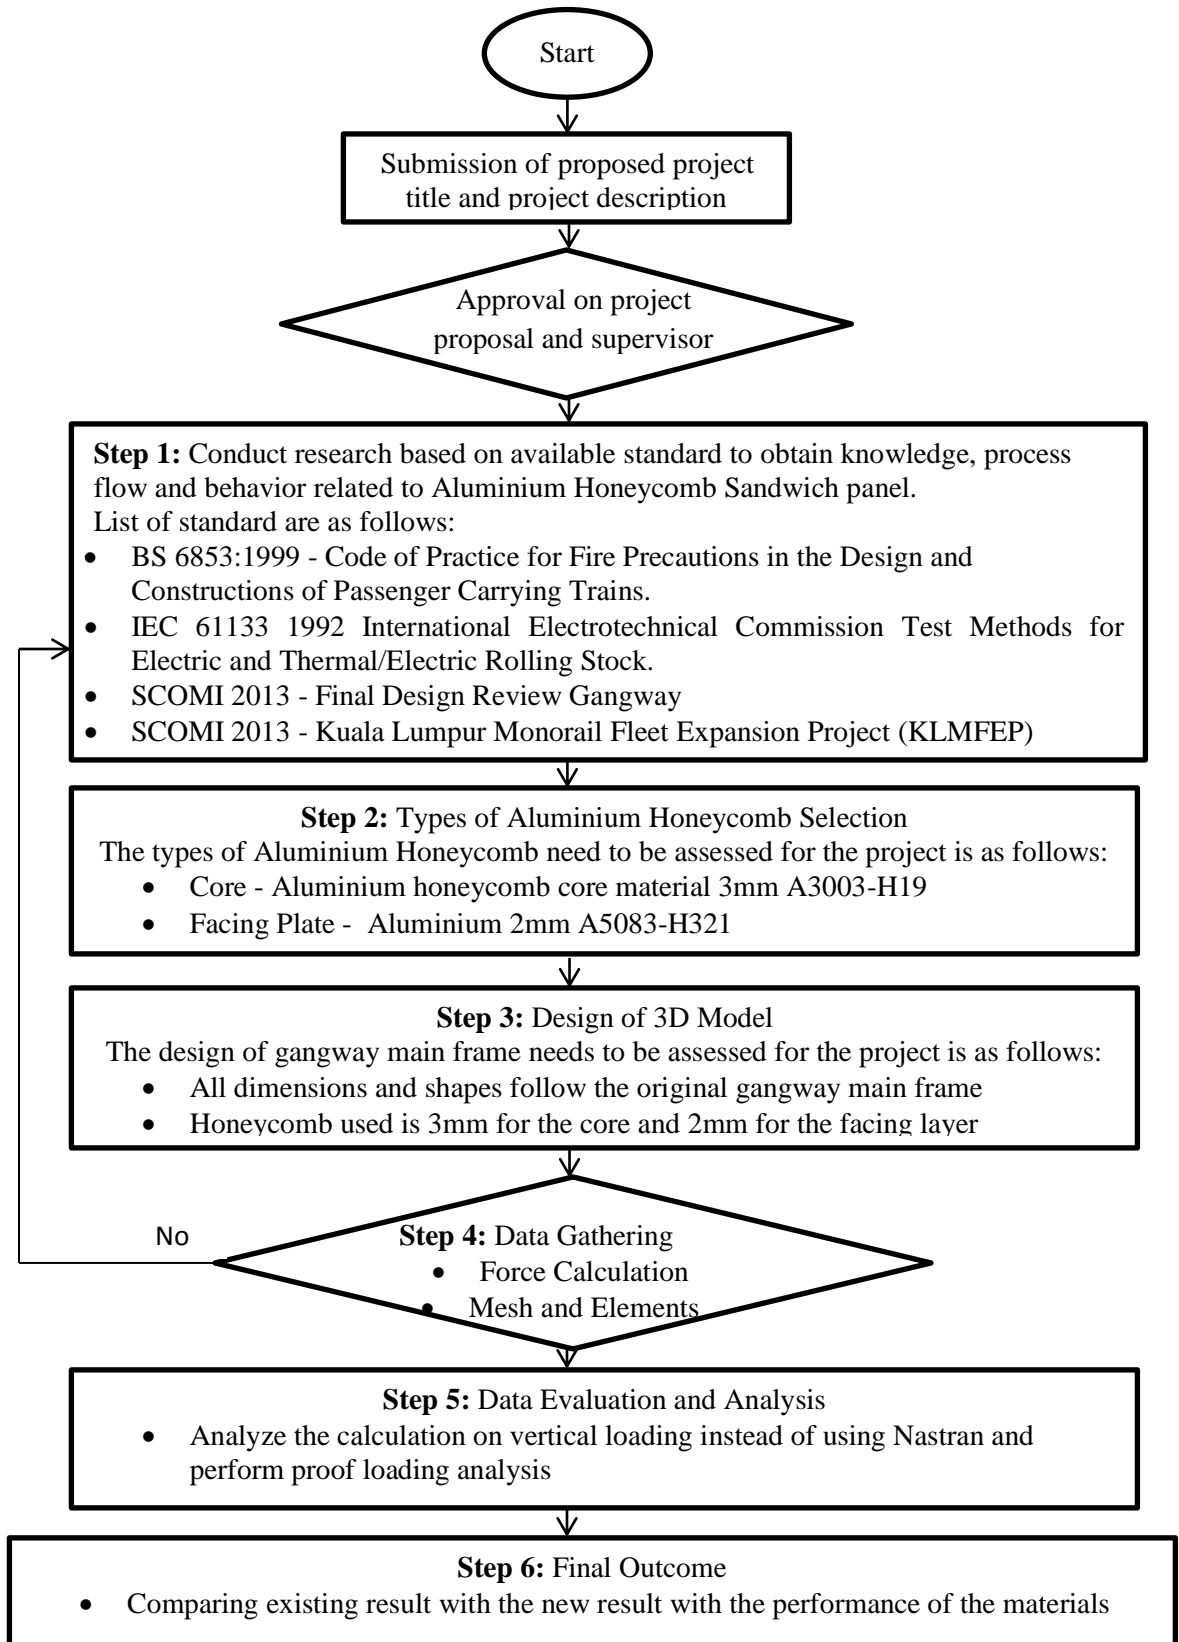 Start
Submission of proposed project
title and project description
Approval on project
proposal and supervisor
Step 1: Conduct research based on available standard to obtain knowledge, process
flow and behavior related to Aluminium Honeycomb Sandwich panel.
List of standard are as follows:
• BS 6853:1999 - Code of Practice for Fire Precautions in the Design and
Constructions of Passenger Carrying Trains.
• IEC 61133 1992 International Electrotechnical Commission Test Methods for
Electric and Thermal/Electric Rolling Stock.
• SCOMI 2013 - Final Design Review Gangway
• SCOMI 2013 - Kuala Lumpur Monorail Fleet Expansion Project (KLMFEP)
Step 2: Types of Aluminium Honeycomb Selection
The types of Aluminium Honeycomb need to be assessed for the project is as follows:
• Core - Aluminium honeycomb core material 3mm A3003-H19
• Facing Plate - Aluminium 2mm A5083-H321
Step 3: Design of 3D Model
The design of gangway main frame needs to be assessed for the project is as follows:
• All dimensions and shapes follow the original gangway main frame
• Honeycomb used is 3mm for the core and 2mm for the facing layer
No
Step 4: Data Gathering
• Force Calculation
• Mesh and Elements
Step 5: Data Evaluation and Analysis
• Analyze the calculation on vertical loading instead of using Nastran and
perform proof loading analysis
Step 6: Final Outcome
• Comparing existing result with the new result with the performance of the materials